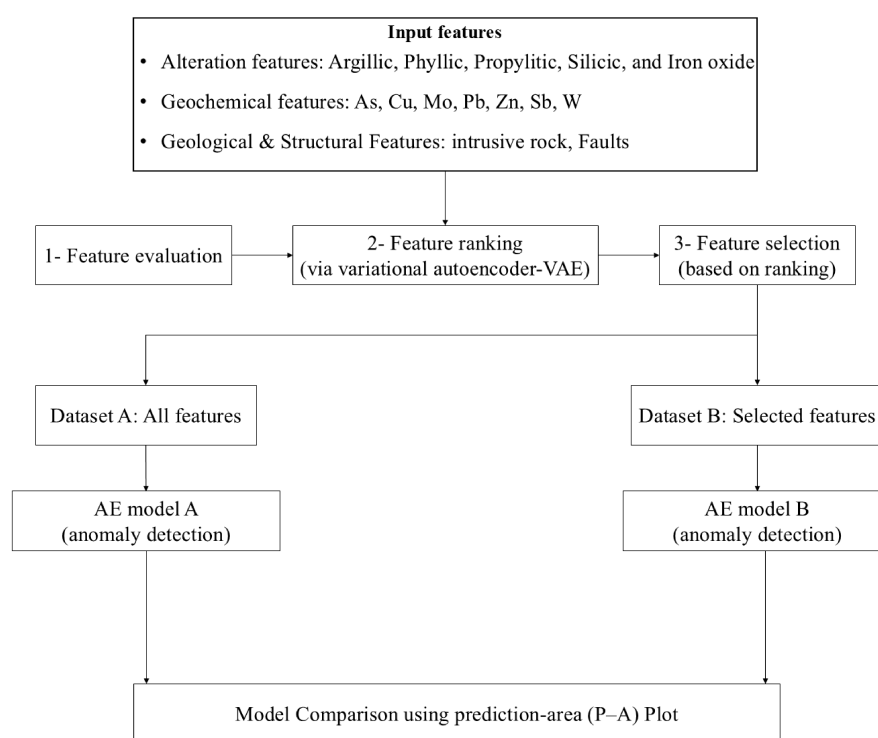 Input features
• Alteration features: Argillic, Phyllic, Propylitic, Silicic, and Iron oxide
• Geochemical features: As, Cu, Mo, Pb, Zn, Sb, W
• Geological & Structural Features: intrusive rock, Faults
1- Feature evaluation
2- Feature ranking
(via variational autoencoder-VAE)
3- Feature selection
(based on ranking)
Dataset A: All features
Dataset B: Selected features
AE model A
(anomaly detection)
AE model B
(anomaly detection)
Model Comparison using prediction-area (P–A) Plot